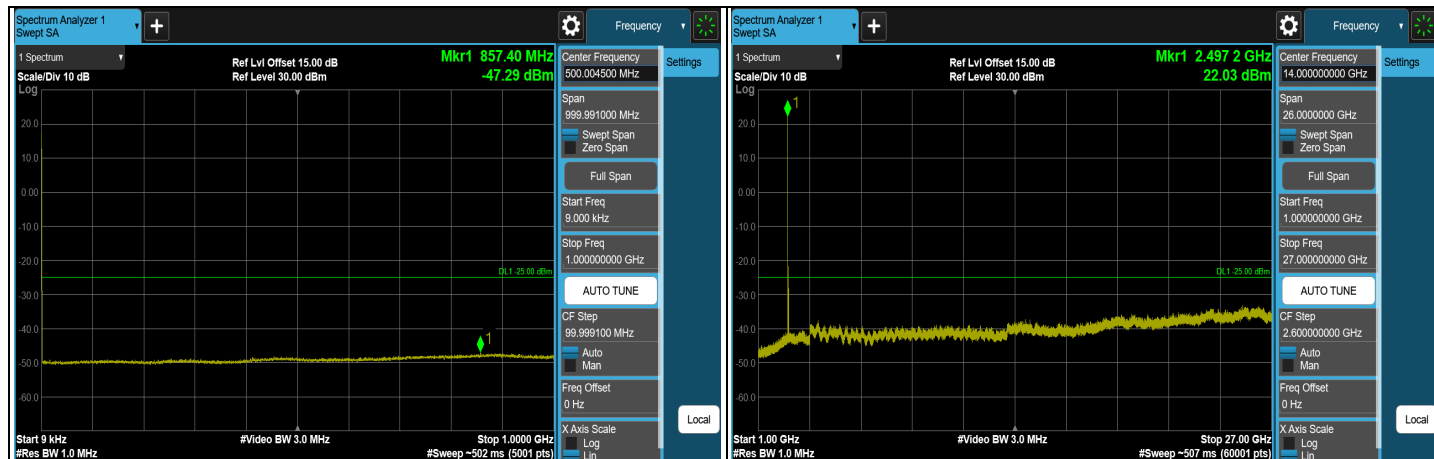 Spectrum Analyzer 1
Swept SA
+
Frequency
1 Spectrum
Scale/Div 10 dB
Log
Ref Lvl Offset 15.00 dB
Ref Level 30.00 dBm
Mkr1 857.40 MHz
-47.29 dBm
1
20.0
10.0
0.00
-10.0
-20.0
-30.0
-40.0
-50.0
-60.0
DL1 -25.00 dBm
Start 9 kHz
#Res BW 1.0 MHz
#Video BW 3.0 MHz
Stop 1.0000 GHz
#Sweep ~502 ms (5001 pts)
Center Frequency
500.004500 MHz
Span
999.991000 MHz
Swept Span
Zero Span
Full Span
Start Freq
9.000 kHz
Stop Freq
1.000000000 GHz
AUTO TUNE
CF Step
99.999100 MHz
Auto
Man
Freq Offset
0 Hz
X Axis Scale
Log
Lin
Settings
Local
Spectrum Analyzer 1
Swept SA
+
Frequency
1 Spectrum
Scale/Div 10 dB
Log
Ref Lvl Offset 15.00 dB
Ref Level 30.00 dBm
Mkr1 2.497 2 GHz
22.03 dBm
1
20.0
10.0
0.00
-10.0
-20.0
-30.0
-40.0
-50.0
-60.0
DL1 -25.00 dBm
Start 1.00 GHz
#Res BW 1.0 MHz
#Video BW 3.0 MHz
Stop 27.00 GHz
#Sweep ~507 ms (60001 pts)
Center Frequency
14.000000000 GHz
Span
26.0000000 GHz
Swept Span
Zero Span
Full Span
Start Freq
1.000000000 GHz
Stop Freq
27.000000000 GHz
AUTO TUNE
CF Step
2.600000000 GHz
Auto
Man
Freq Offset
0 Hz
X Axis Scale
Log
Lin
Settings
Local